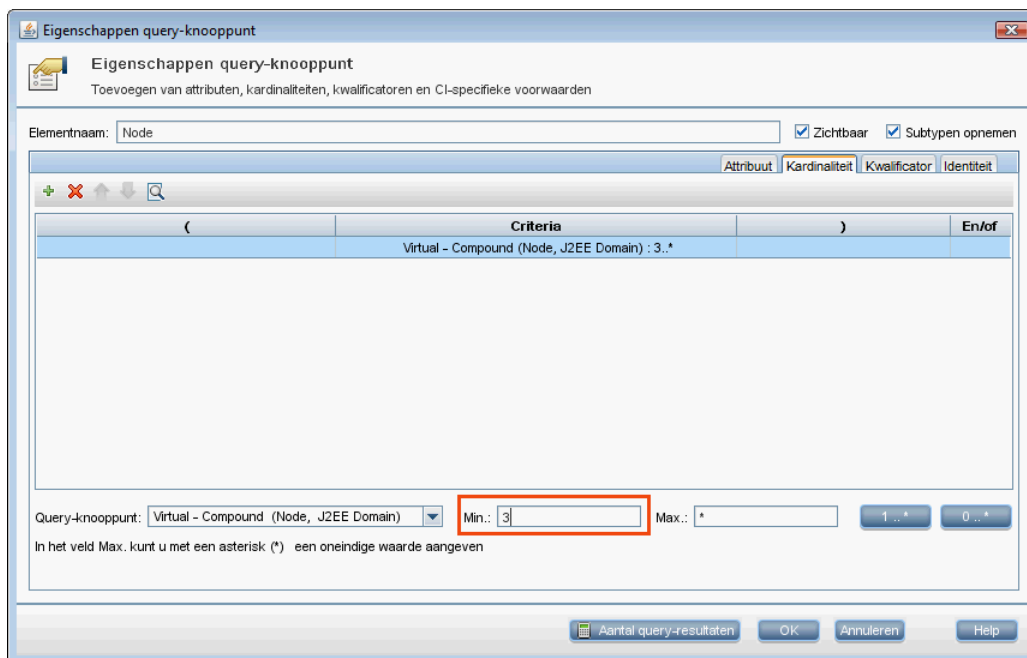 Eigenschappen query-knooppunt
Eigenschappen query-knooppunt
Toevoegen van attributen, kardinaliteiten, kwalificatoren en CI-specifieke voorwaarden
Elementnaam: Node Zichtbaar Subtypen opnemen
Attribuut Kardinaliteit Kwalificator Identiteit
( Criteria ) En/of
Virtual - Compound (Node, J2EE Domain) : 3..*
Query-knooppunt: Virtual - Compound (Node, J2EE Domain) Min.: 3 Max.: * 1 ..* 0 ..*
In het veld Max. kunt u met een asterisk (*) een oneindige waarde aangeven
Aantal query-resultaten OK Annuleren Help